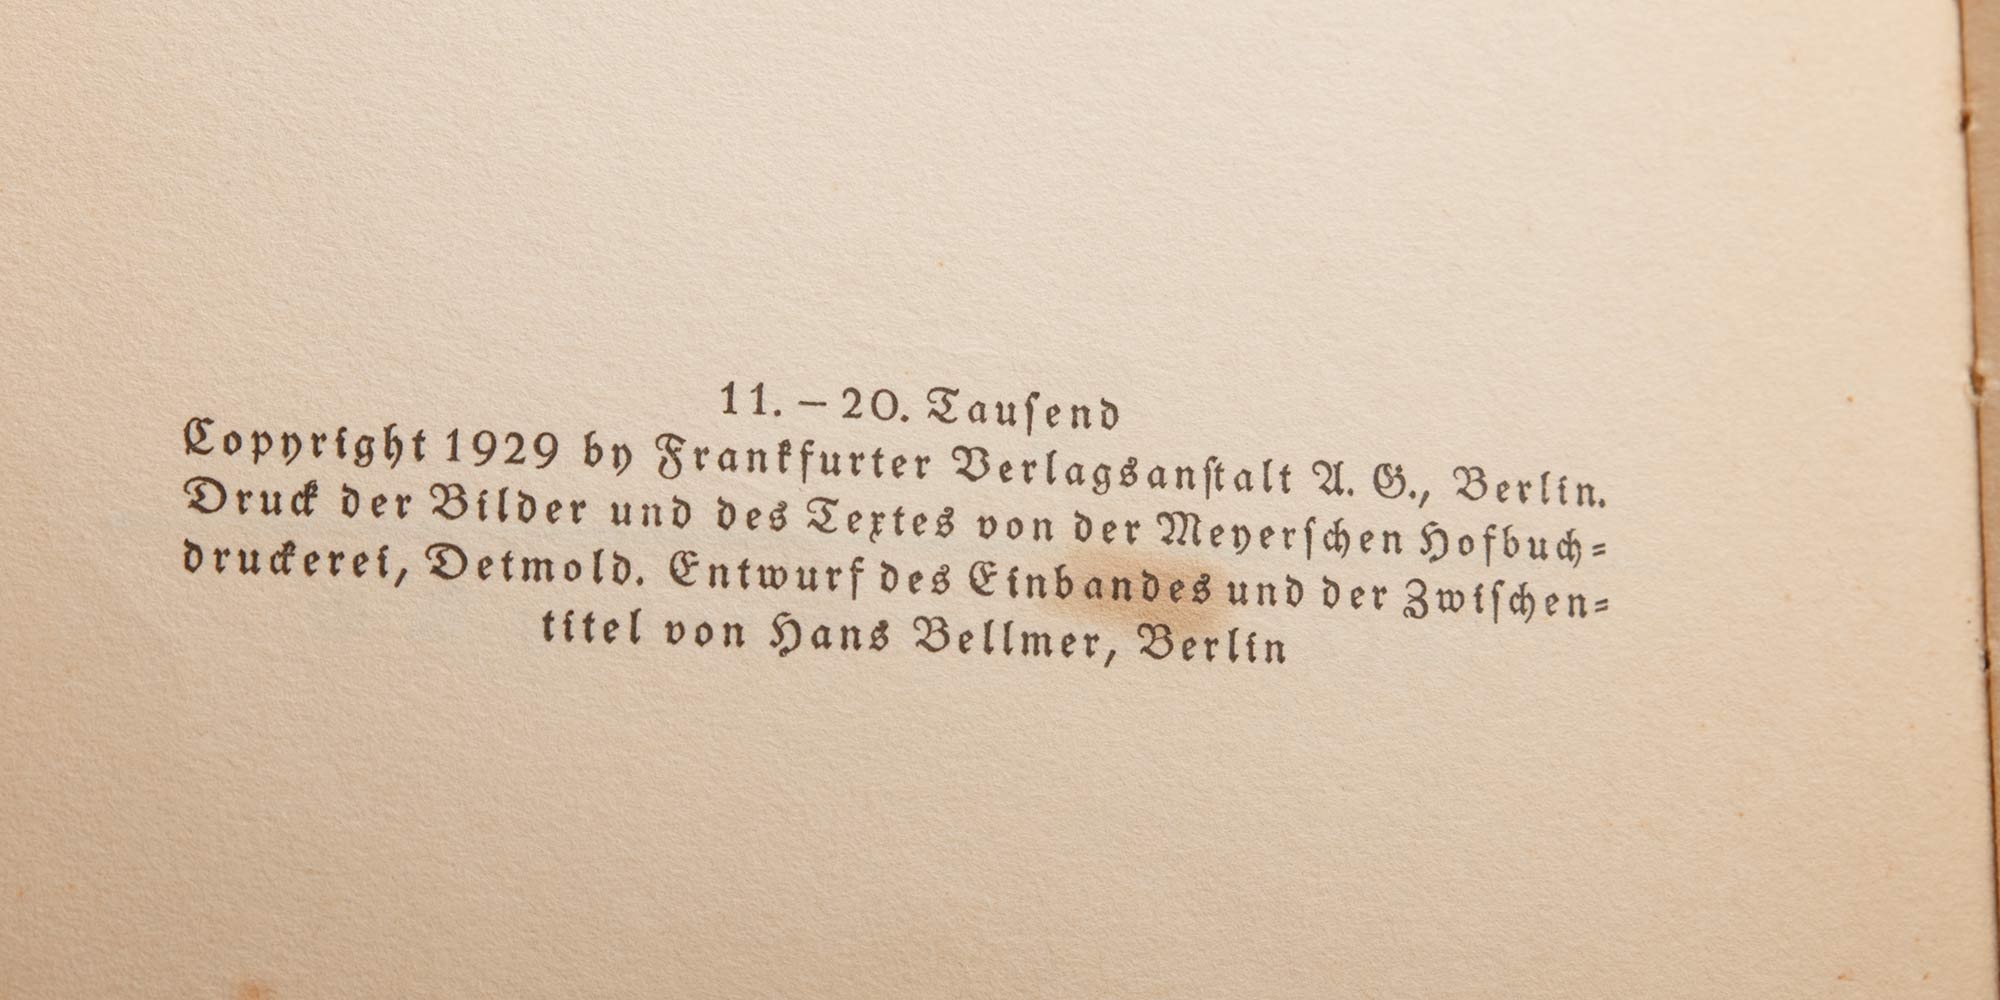 11. – 20. Tauſend
Copyright 1929 by Frankfurter Verlagsanſtalt A. G., Berlin.
Druck der Bilder und des Textes von der Meyerſchen Hofbuch-
druckerei, Detmold. Entwurf des Einbandes und der Zwiſchen-
titel von Hans Bellmer, Berlin